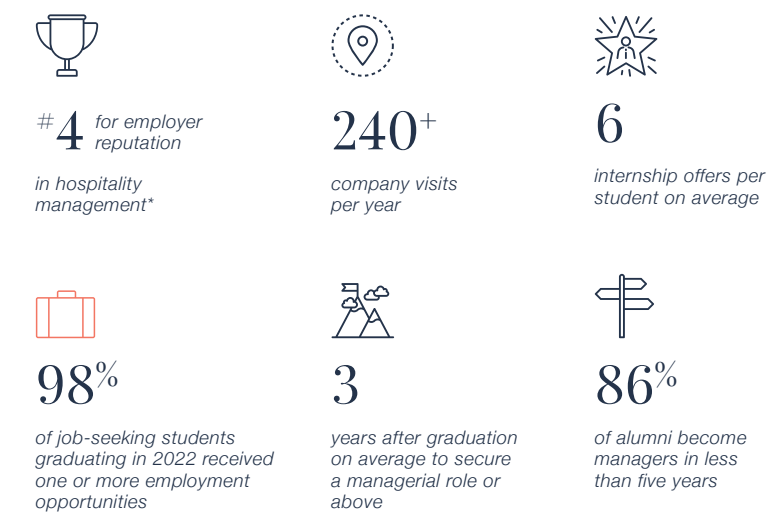 #4 for employer
reputation
in hospitality
management*
240+
company visits
per year
6
internship offers per
student on average
98%
of job-seeking students
graduating in 2022 received
one or more employment
opportunities
3
years after graduation
on average to secure
a managerial role or
above
86%
of alumni become
managers in less
than five years